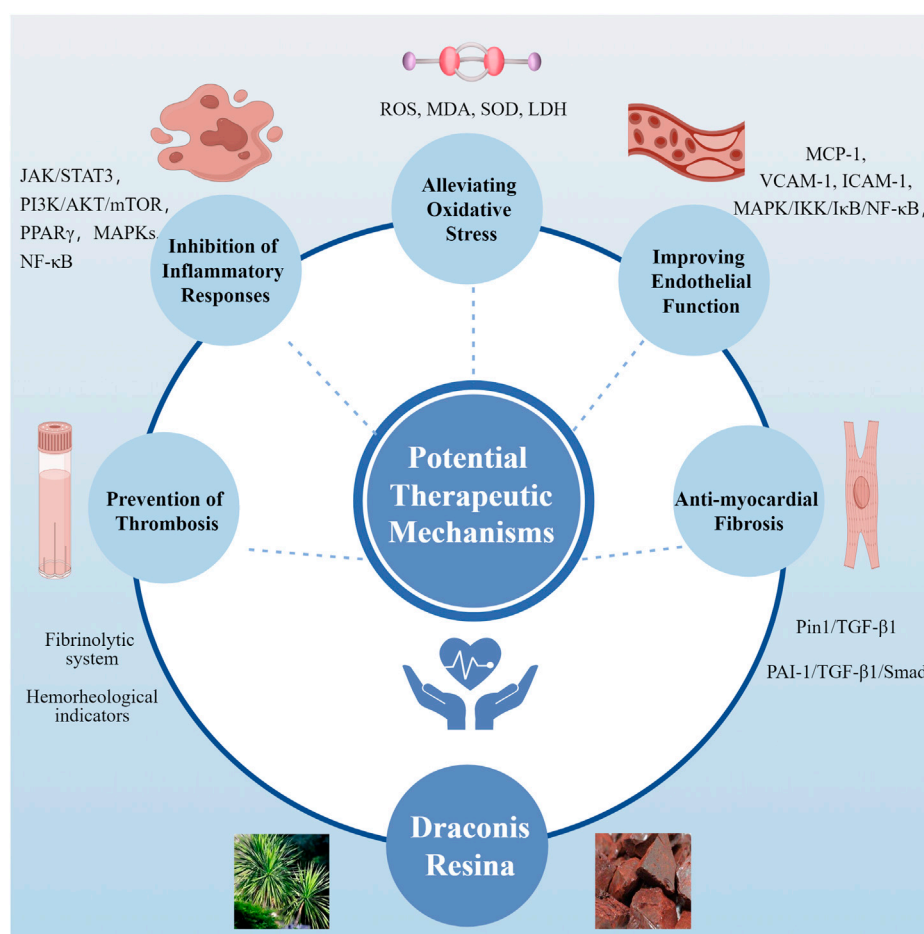 ROS, MDA, SOD, LDH
Alleviating
Oxidative
Stress
JAK/STAT3,
PI3K/AKT/mTOR,
PPARγ, MAPKs,
NF-κB
Inhibition of
Inflammatory
Responses
MCP-1,
VCAM-1, ICAM-1,
MAPK/IKK/IκB/NF-κB,
Improving
Endothelial
Function
Potential
Therapeutic
Mechanisms
Prevention of
Thrombosis
Fibrinolytic
system
Hemorheological
indicators
Anti-myocardial
Fibrosis
Pin1/TGF-β1
PAI-1/TGF-β1/Smad
Draconis
Resina